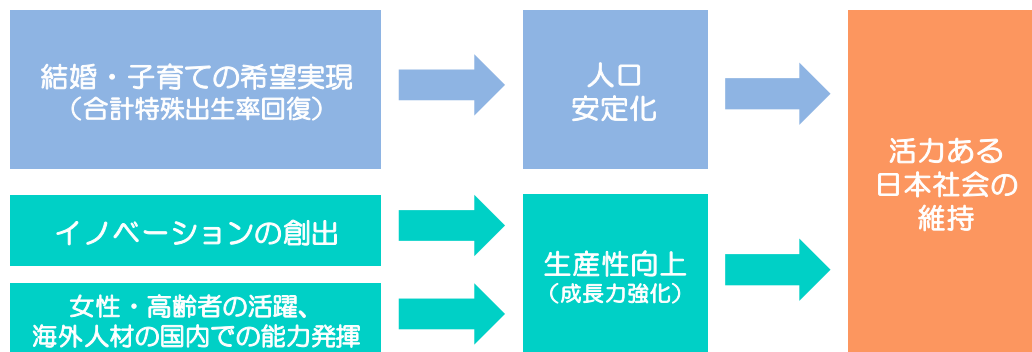 結婚・子育ての希望実現
（合計特殊出生率回復）
人口
安定化
イノベーションの創出
女性・高齢者の活躍、
海外人材の国内での能力発揮
生産性向上
（成長力強化）
活力ある
日本社会の
維持